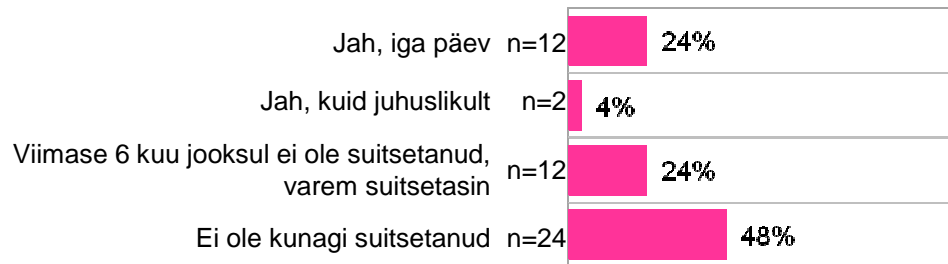 Jah, iga päev n=12 24%
Jah, kuid juhuslikult n=2 4%
Viimase 6 kuu jooksul ei ole suitsetanud,
varem suitsetasin n=12 24%
Ei ole kunagi suitsetanud n=24 48%